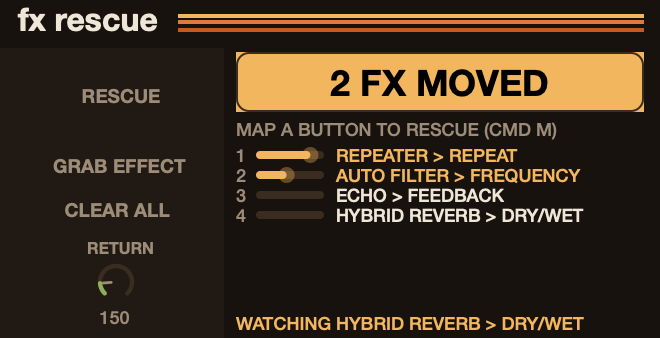 fx rescue
RESCUE
GRAB EFFECT
CLEAR ALL
RETURN
150
2 FX MOVED
MAP A BUTTON TO RESCUE (CMD M)
1 REPEATER > REPEAT
2 AUTO FILTER > FREQUENCY
3 ECHO > FEEDBACK
4 HYBRID REVERB > DRY/WET
WATCHING HYBRID REVERB > DRY/WET